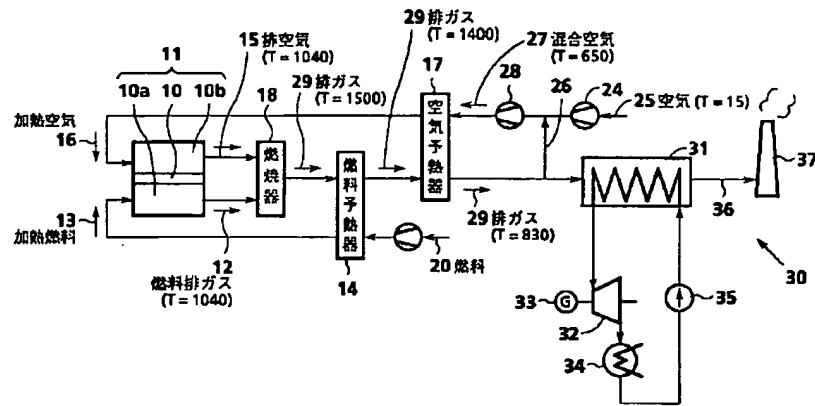 11
10a 10 10b
15 排空気
(T = 1040)
18
29 排ガス
(T = 1500)
29 排ガス
(T = 1400)
17
27 混合空気
(T = 650)
28
26
24
25 空気 (T = 15)
加熱空気
16
燃焼器
燃料予熱器
空気予熱器
31
37
13
加熱燃料
12
燃料排ガス
(T = 1040)
14
20 燃料
29 排ガス
(T = 830)
36
30
33
G
32
35
34